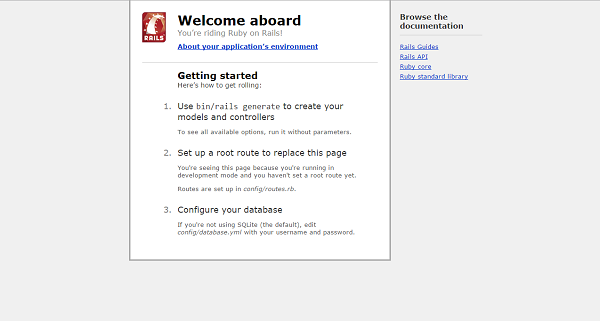 RAILS
Welcome aboard
You're riding Ruby on Rails!
About your application's environment
Getting started
Here's how to get rolling:
1. Use bin/rails generate to create your
models and controllers
To see all available options, run it without parameters.
2. Set up a root route to replace this page
You're seeing this page because you're running in
development mode and you haven't set a root route yet.
Routes are set up in config/routes.rb.
3. Configure your database
If you're not using SQLite (the default), edit
config/database.yml with your username and password.
Browse the
documentation
Rails Guides
Rails API
Ruby core
Ruby standard library